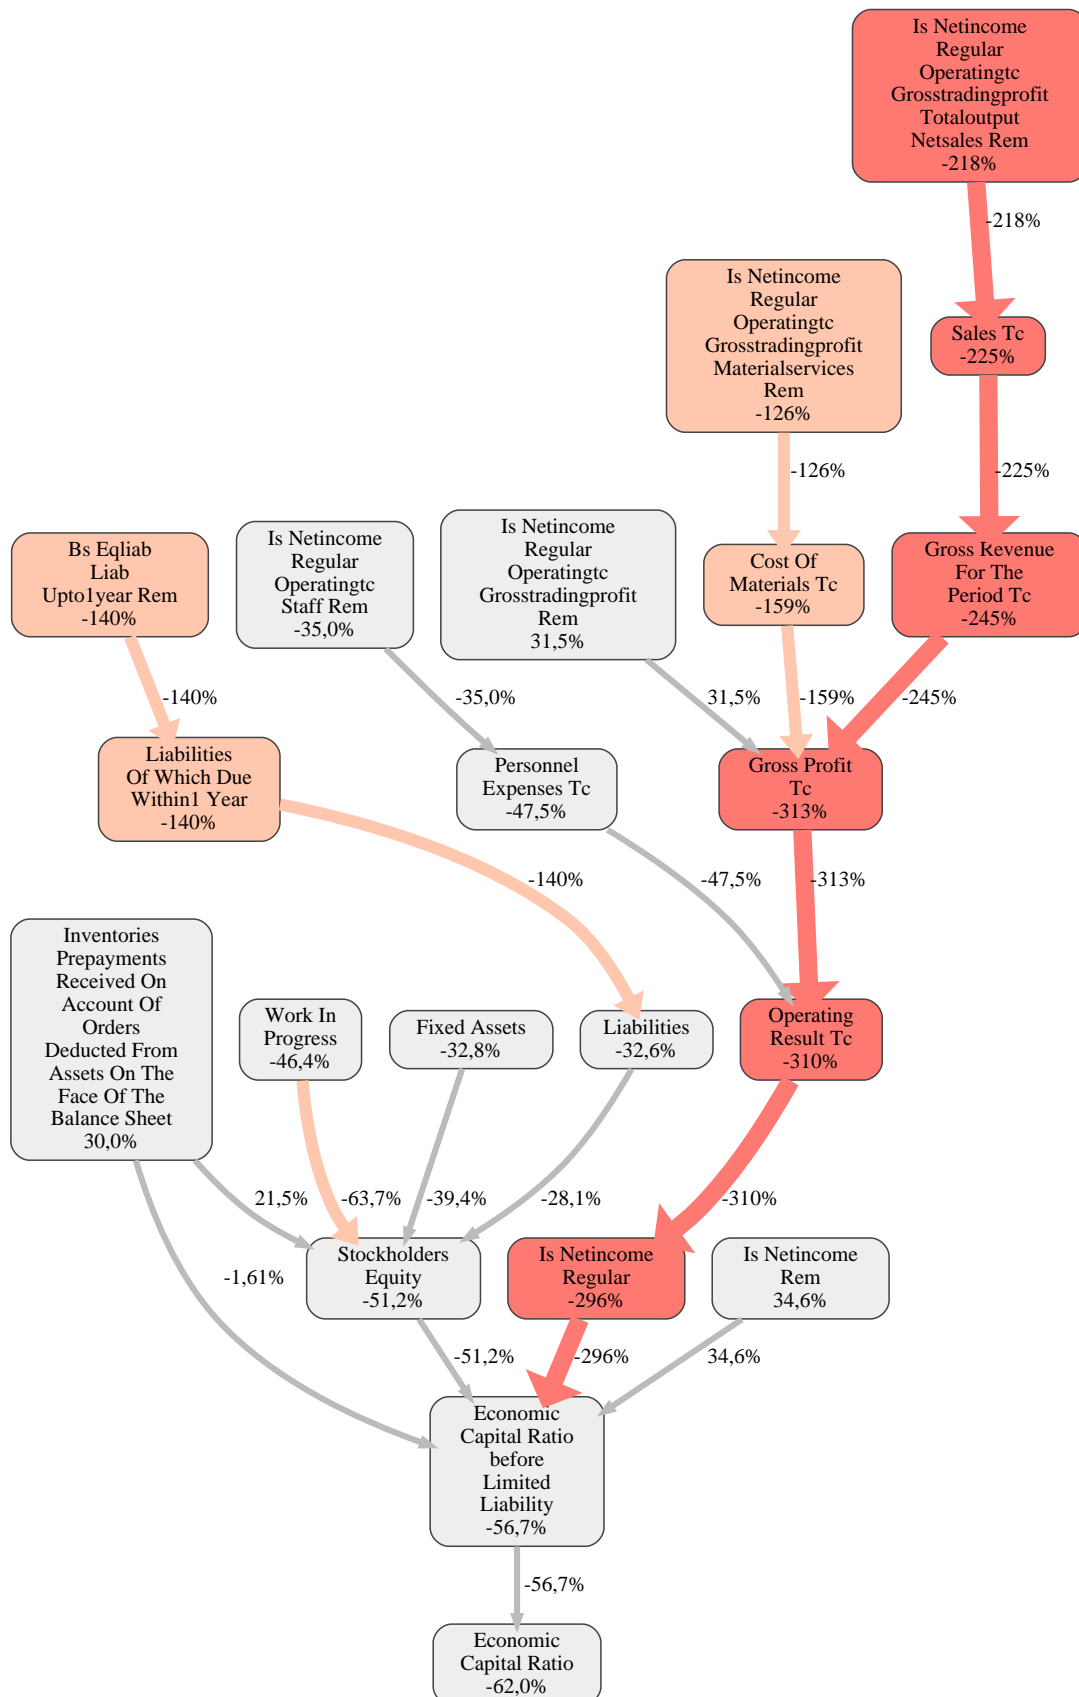 Is Netincome
Regular
Operatingtc
Grosstradingprofit
Totaloutput
Netsales Rem
-218%
-218%
Is Netincome
Regular
Operatingtc
Grosstradingprofit
Materialservices
Rem
-126%
Sales Tc
-225%
-126%
-225%
Bs Eqliab
Liab
Upto1year Rem
-140%
Is Netincome
Regular
Operatingtc
Staff Rem
-35,0%
Is Netincome
Regular
Operatingtc
Grosstradingprofit
Rem
31,5%
Cost Of
Materials Tc
-159%
Gross Revenue
For The
Period Tc
-245%
-140%
-35,0%
31,5%
-159%
-245%
Liabilities
Of Which Due
Within1 Year
-140%
Personnel
Expenses Tc
-47,5%
Gross Profit
Tc
-313%
-140%
-47,5%
-313%
Inventories
Prepayments
Received On
Account Of
Orders
Deducted From
Assets On The
Face Of The
Balance Sheet
30,0%
Work In
Progress
-46,4%
Fixed Assets
-32,8%
Liabilities
-32,6%
Operating
Result Tc
-310%
21,5%
-63,7%
-39,4%
-28,1%
-310%
-1,61%
Stockholders
Equity
-51,2%
Is Netincome
Regular
-296%
Is Netincome
Rem
34,6%
-51,2%
-296%
34,6%
Economic
Capital Ratio
before
Limited
Liability
-56,7%
-56,7%
Economic
Capital Ratio
-62,0%